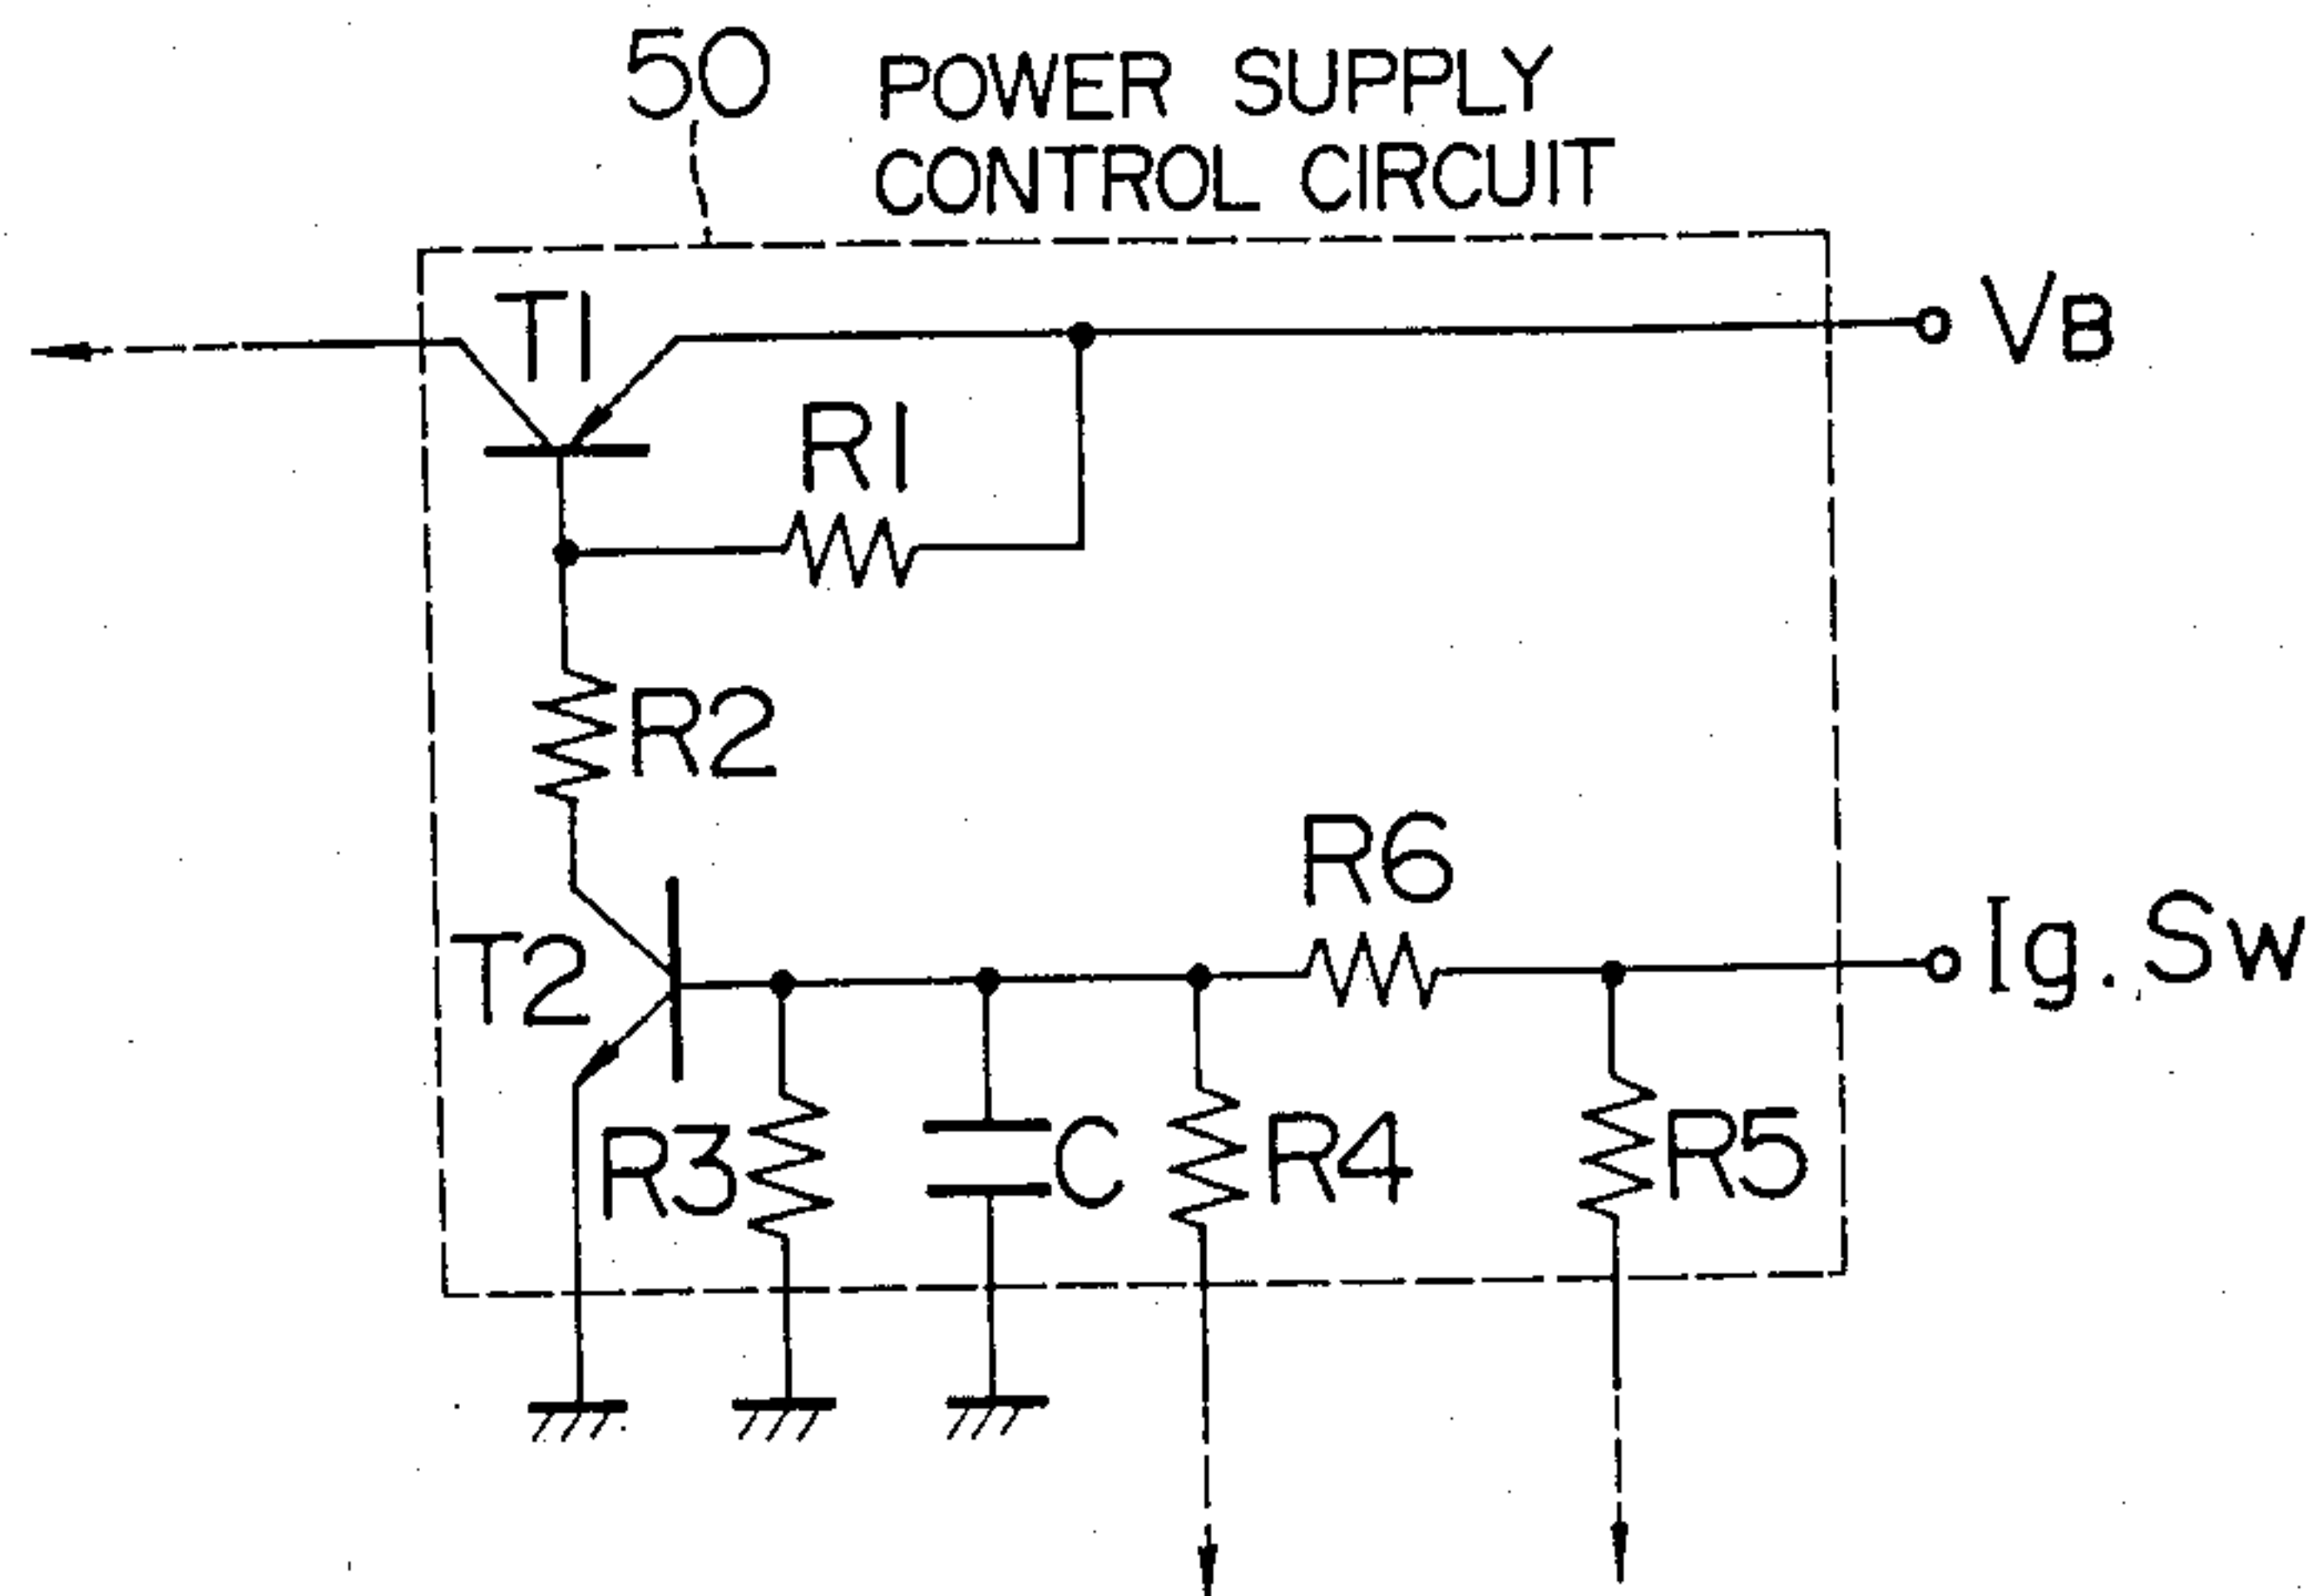 50 POWER SUPPLY
CONTROL CIRCUIT
T1
VB
R1
R2
R6
Ig. Sw
T2
R3
C
R4
R5